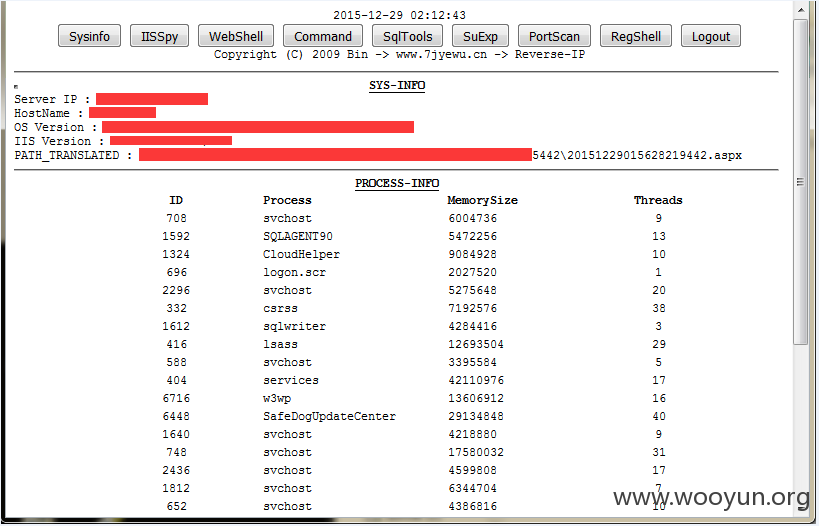 2015-12-29 02:12:43
Sysinfo IISSpy WebShell Command SqlTools SuExp PortScan RegShell Logout
Copyright (C) 2009 Bin -> www.7jyewu.cn -> Reverse-IP
SYS-INFO
Server IP :
HostName :
OS Version :
IIS Version :
PATH_TRANSLATED : 5442\20151229015628219442.aspx
PROCESS-INFO
ID Process MemorySize Threads
708 svchost 6004736 9
1592 SQLAGENT90 5472256 13
1324 CloudHelper 9084928 10
696 logon.scr 2027520 1
2296 svchost 5275648 20
332 csrss 7192576 38
1612 sqlwriter 4284416 3
416 lsass 12693504 29
588 svchost 3395584 5
404 services 42110976 17
6716 w3wp 13606912 16
6448 SafeDogUpdateCenter 29134848 40
1640 svchost 4218880 9
748 svchost 17580032 31
2436 svchost 4599808 17
1812 svchost 6344704 7
652 svchost 4386816 10
www.wooyun.org